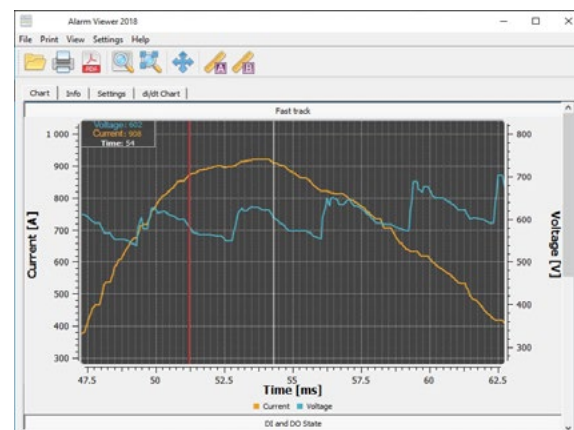 Alarm Viewer 2018
File Print View Settings Help
PDF A B
Chart Info Settings di/dt Chart
Fast track
Voltage: 602
Current: 908
Time: 54
1 000
900
800
700
600
500
400
300
Current [A]
800
700
600
500
400
300
Voltage [V]
47.5 50 52.5 55 57.5 60 62.5
Time [ms]
Current Voltage
DI and DO State